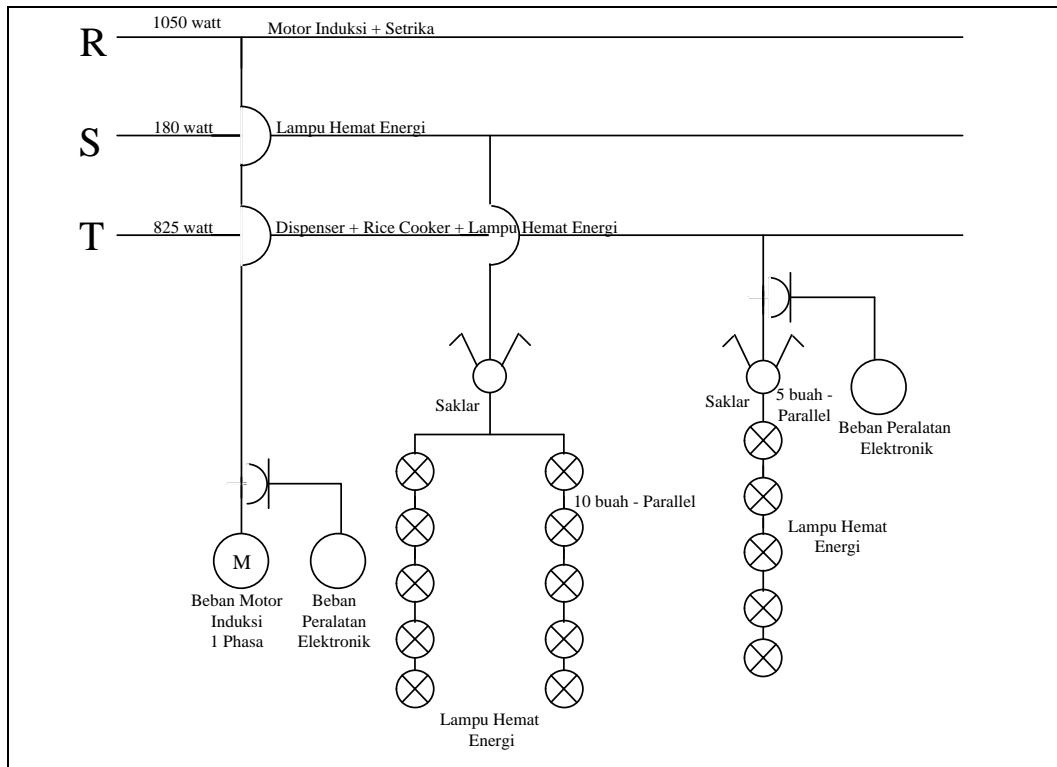 1050 watt
Motor Induksi + Setrika
R
180 watt
Lampu Hemat Energi
S
825 watt
Dispenser + Rice Cooker + Lampu Hemat Energi
T
Saklar
10 buah - Parallel
Lampu Hemat
Energi
Saklar
5 buah -
Parallel
Beban Peralatan
Elektronik
Lampu Hemat
Energi
M
Beban Motor
Induksi
1 Phasa
Beban
Peralatan
Elektronik